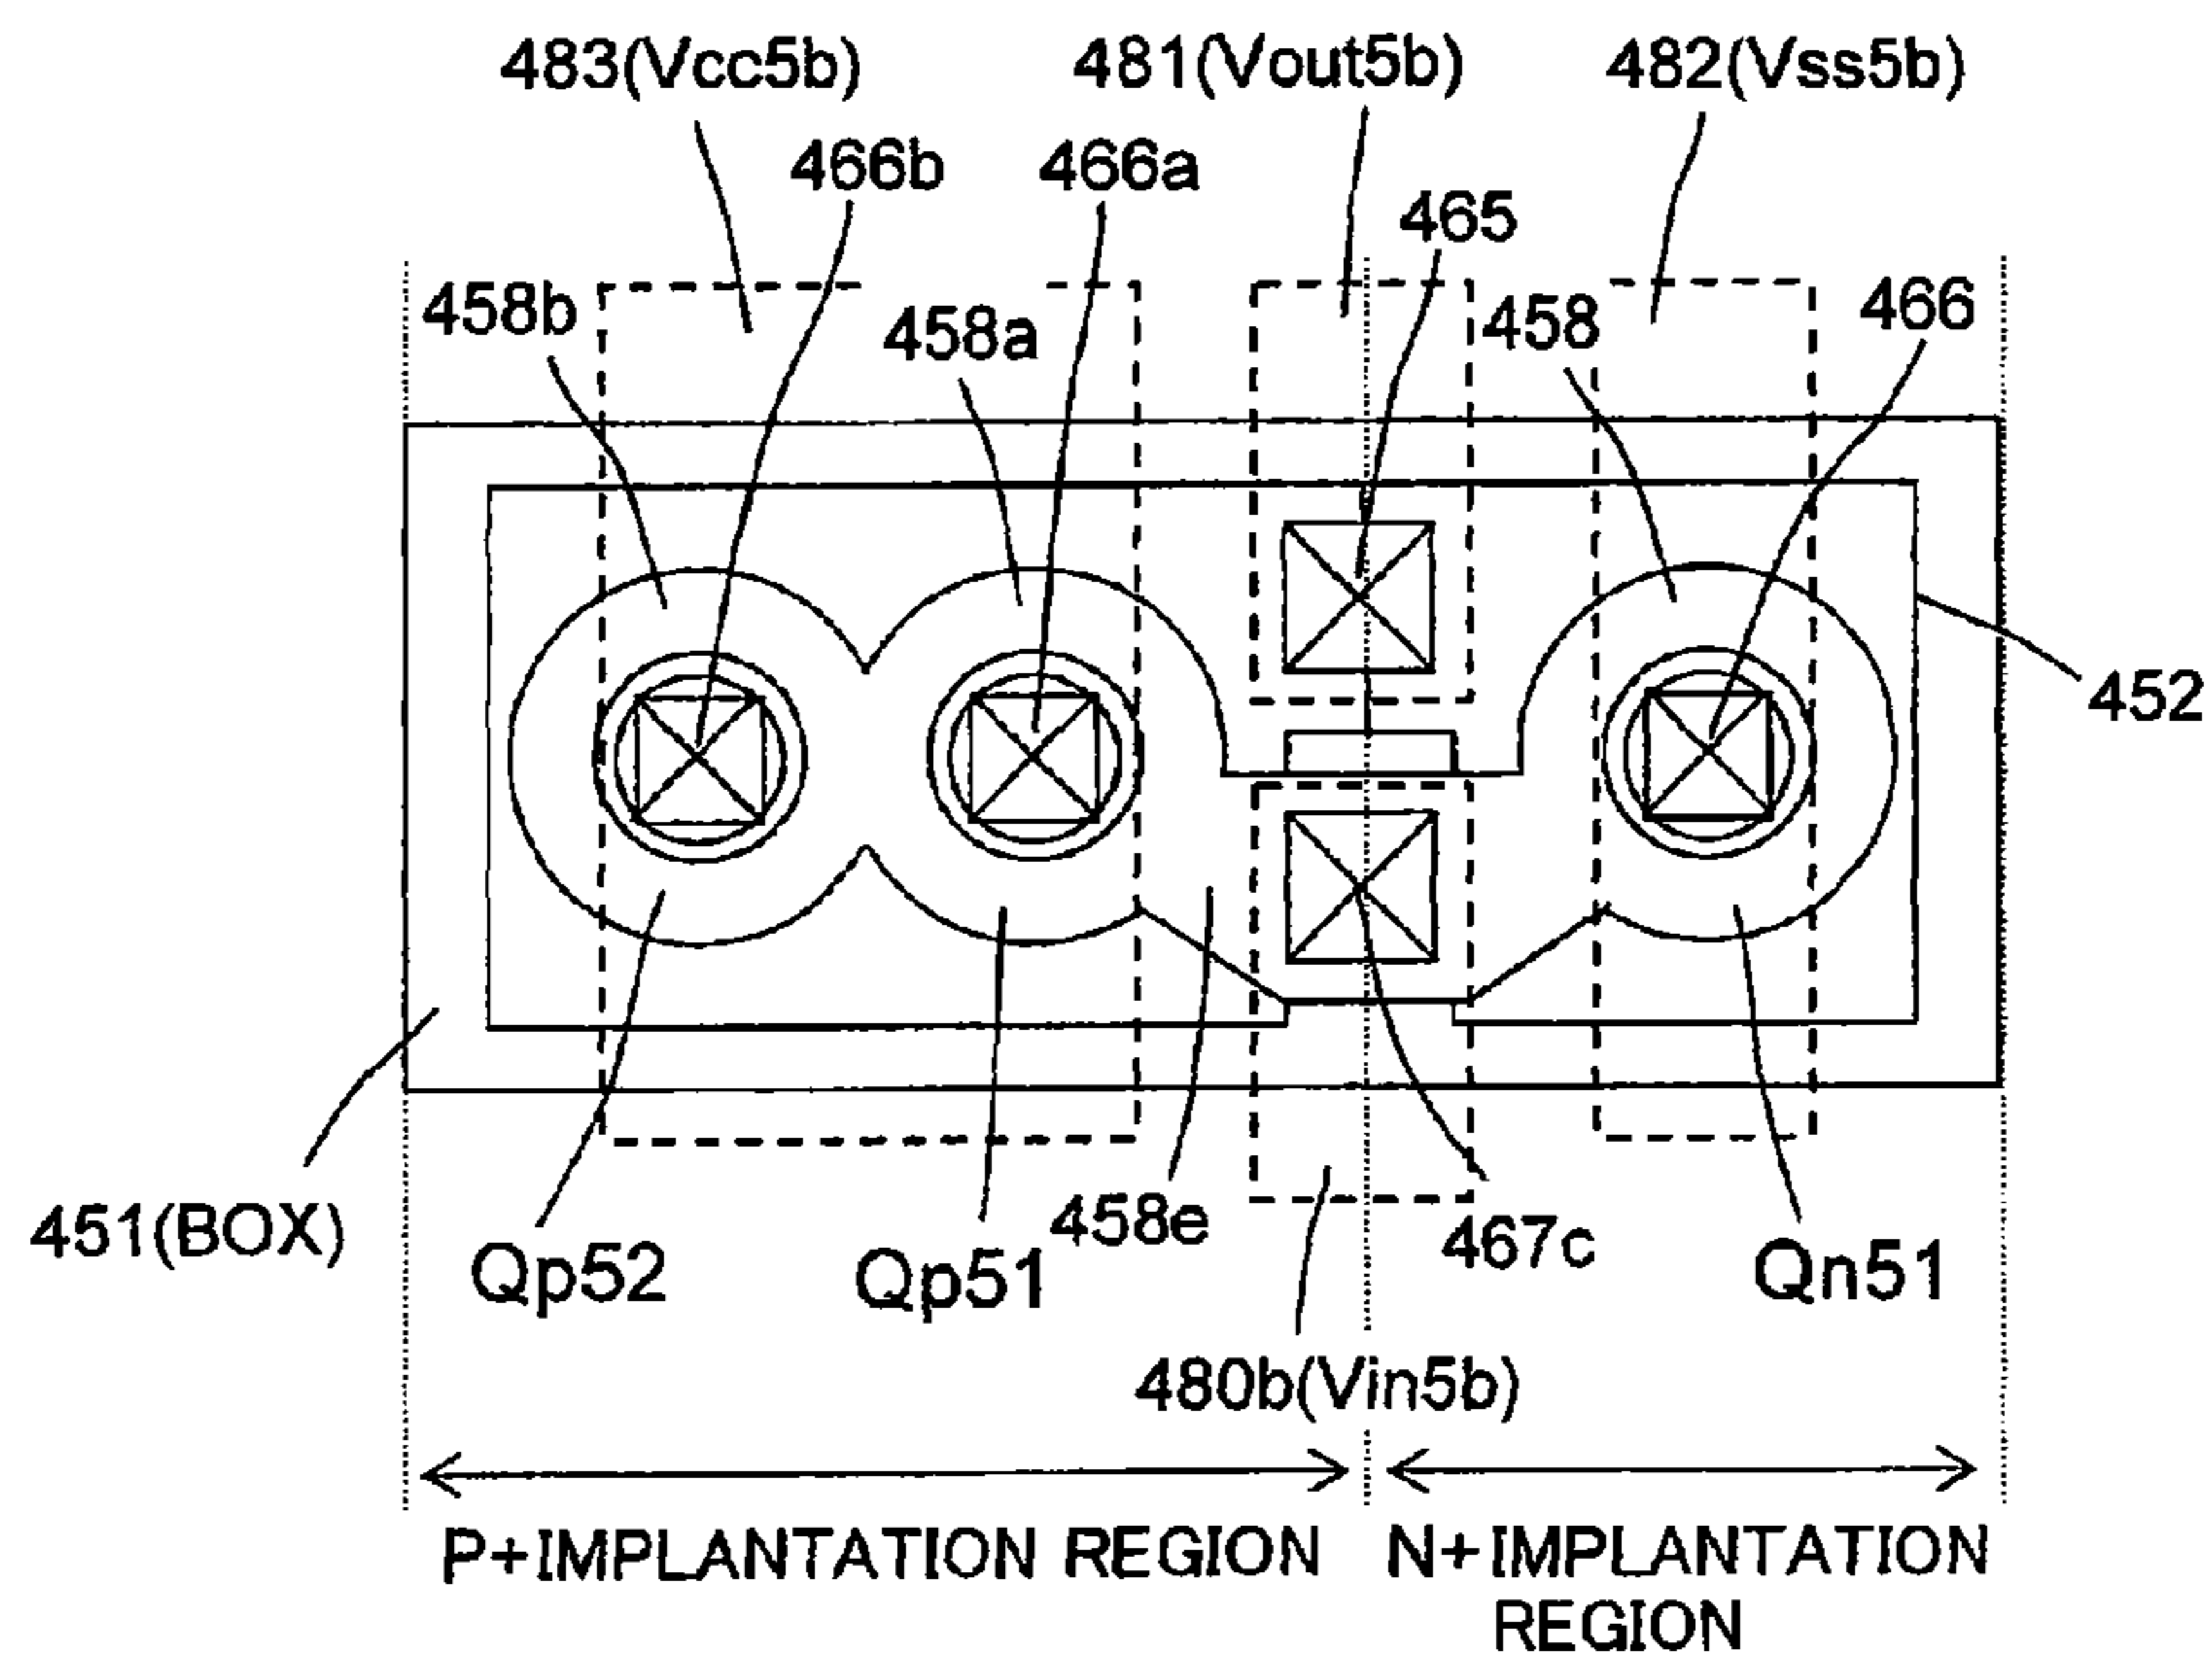 483(Vcc5b)
481(Vout5b)
482(Vss5b)
466b
466a
465
458b
458a
458
466
452
451(BOX)
Qp52
Qp51
458e
467c
Qn51
480b(Vin5b)
P+IMPLANTATION REGION
N+IMPLANTATION
REGION